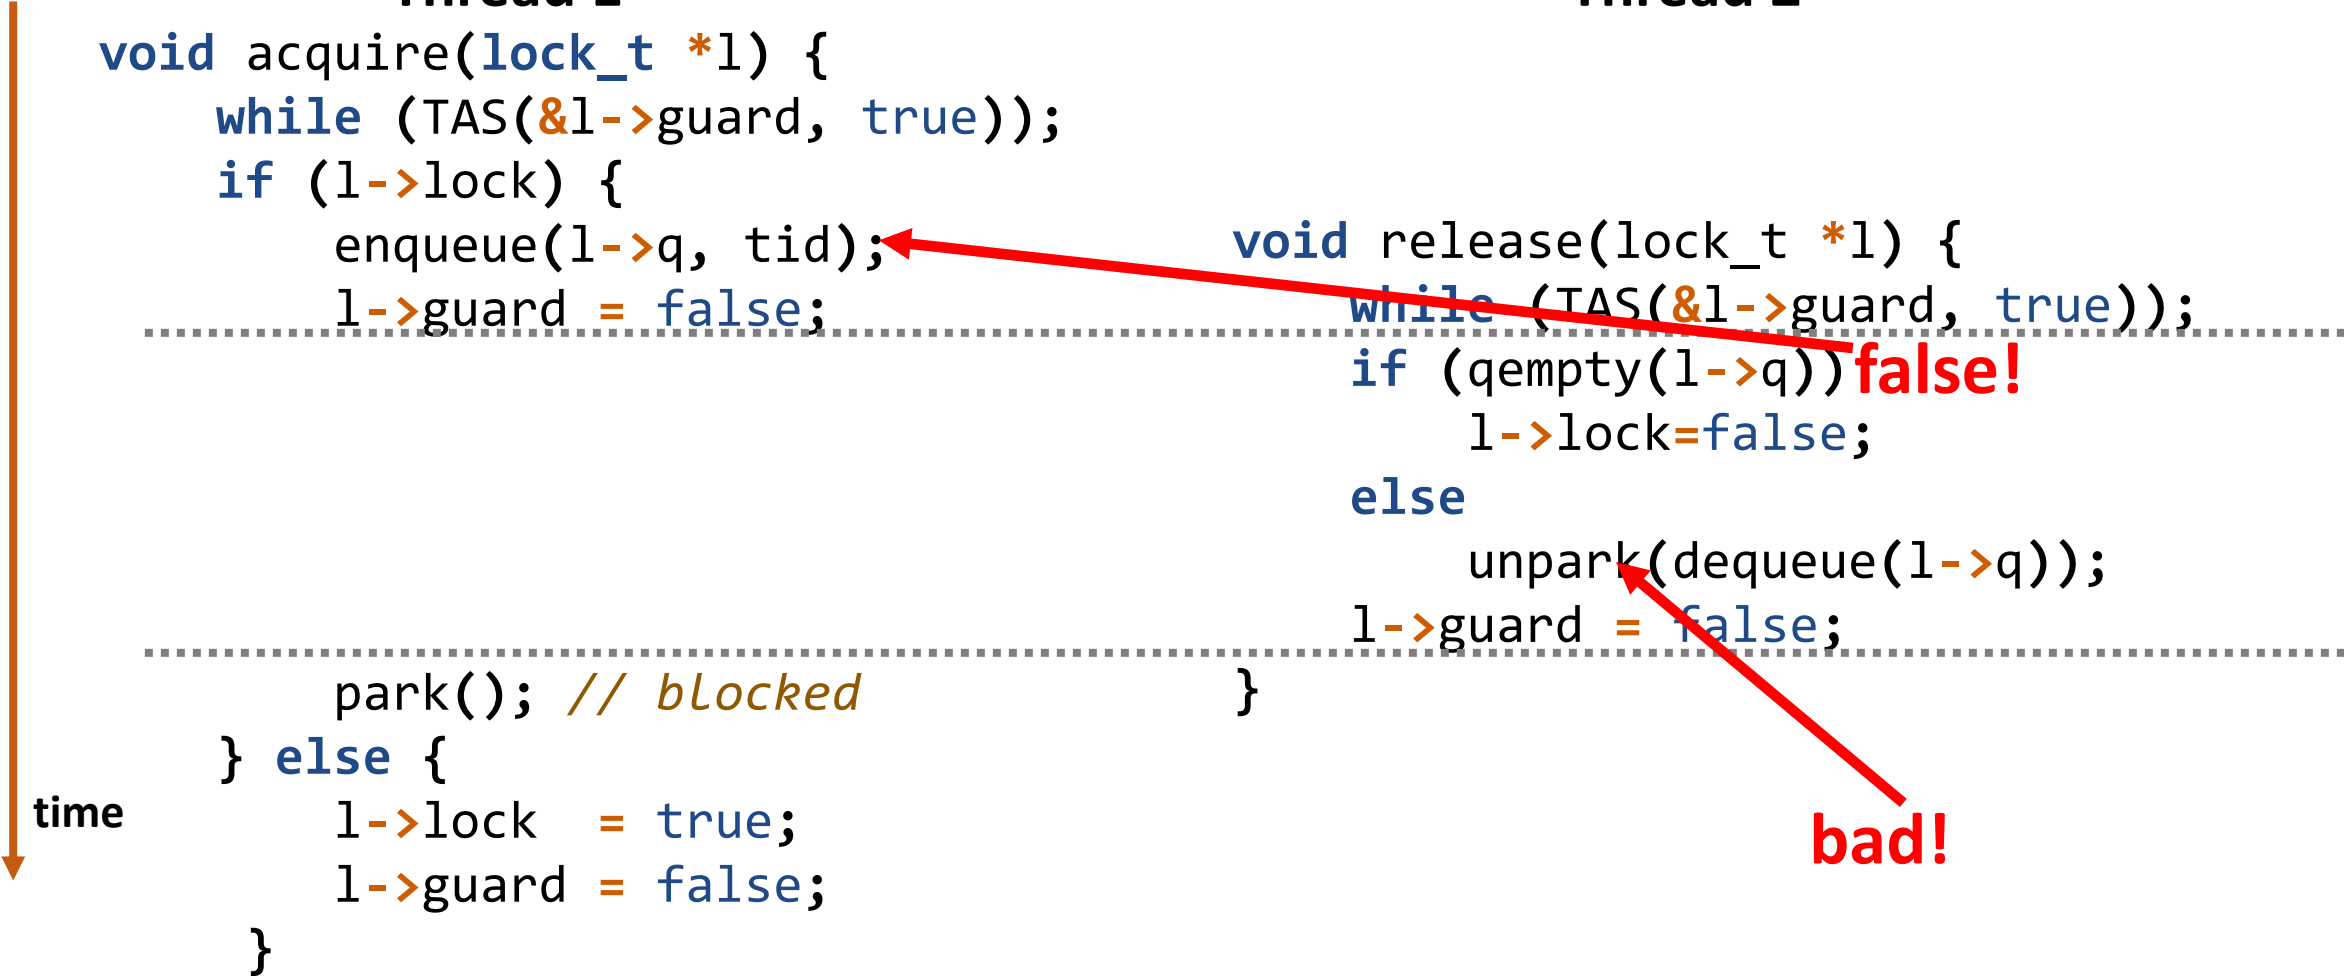 void acquire(lock_t *l) {
while (TAS(&l->guard, true));
if (l->lock) {
enqueue(l->q, tid);
l->guard = false;
park(); // blocked
} else {
l->lock = true;
l->guard = false;
}
void release(lock_t *l) {
while (TAS(&l->guard, true));
if (qempty(l->q)) false!
l->lock=false;
else
unpark(dequeue(l->q));
l->guard = false;
}
time
bad!